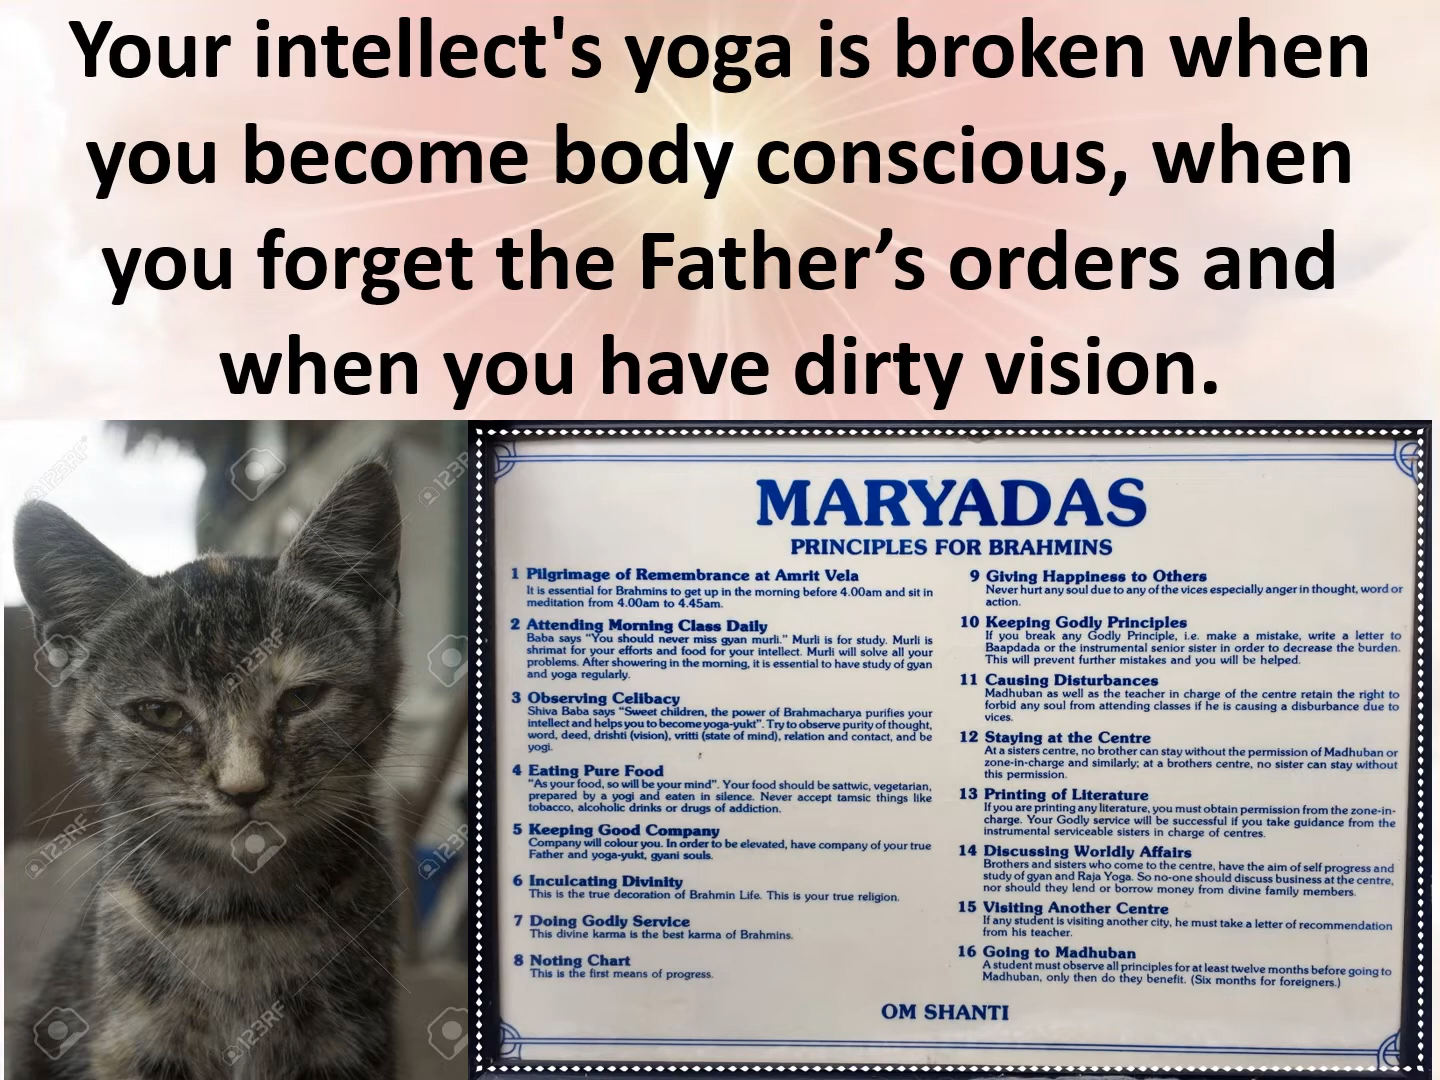 Your intellect's yoga is broken when
you become body conscious, when
you forget the Father’s orders and
when you have dirty vision.
MARYADAS
PRINCIPLES FOR BRAHMINS
1 Pilgrimage of Remembrance at Amrit Vela
It is essential for Brahmins to get up in the morning before 4.00am and sit in
meditation from 4.00am to 4.45am.
2 Attending Morning Class Daily
Baba says "You should never miss gyan murli." Murli is for study. Murli is
shrimat for your efforts and food for your intellect. Murli will solve all your
problems. After showering in the morning, it is essential to have study of gyan
and yoga regularly.
3 Observing Celibacy
Shiva Baba says "Sweet children, the power of Brahmacharya purifies your
intellect and helps you to become yoga-yukt". Try to observe purity of thought,
word, deed, drishti (vision), vritti (state of mind), relation and contact, and be
yogi.
4 Eating Pure Food
"As your food, so will be your mind". Your food should be sattwic, vegetarian,
prepared by a yogi and eaten in silence. Never accept tamsic things like
tobacco, alcoholic drinks or drugs of addiction.
5 Keeping Good Company
Company will colour you. In order to be elevated, have company of your true
Father and yoga-yukt, gyani souls.
6 Inculcating Divinity
This is the true decoration of Brahmin Life. This is your true religion.
7 Doing Godly Service
This divine karma is the best karma of Brahmins.
8 Noting Chart
This is the first means of progress.
9 Giving Happiness to Others
Never hurt any soul due to any of the vices especially anger in thought, word or
action.
10 Keeping Godly Principles
If you break any Godly Principle, i.e. make a mistake, write a letter to
Baapdada or the instrumental senior sister in order to decrease the burden.
This will prevent further mistakes and you will be helped.
11 Causing Disturbances
Madhuban as well as the teacher in charge of the centre retain the right to
forbid any soul from attending classes if he is causing a disburbance due to
vices.
12 Staying at the Centre
At a sisters centre, no brother can stay without the permission of Madhuban or
zone-in-charge and similarly; at a brothers centre, no sister can stay without
this permission.
13 Printing of Literature
If you are printing any literature, you must obtain permission from the zone-in-
charge. Your Godly service will be successful if you take guidance from the
instrumental serviceable sisters in charge of centres.
14 Discussing Worldly Affairs
Brothers and sisters who come to the centre, have the aim of self progress and
study of gyan and Raja Yoga. So no-one should discuss business at the centre,
nor should they lend or borrow money from divine family members.
15 Visiting Another Centre
If any student is visiting another city, he must take a letter of recommendation
from his teacher.
16 Going to Madhuban
A student must observe all principles for at least twelve months before going to
Madhuban, only then do they benefit. (Six months for foreigners.)
OM SHANTI
123RF
123RF
123RF
123RF
123RF
123RF